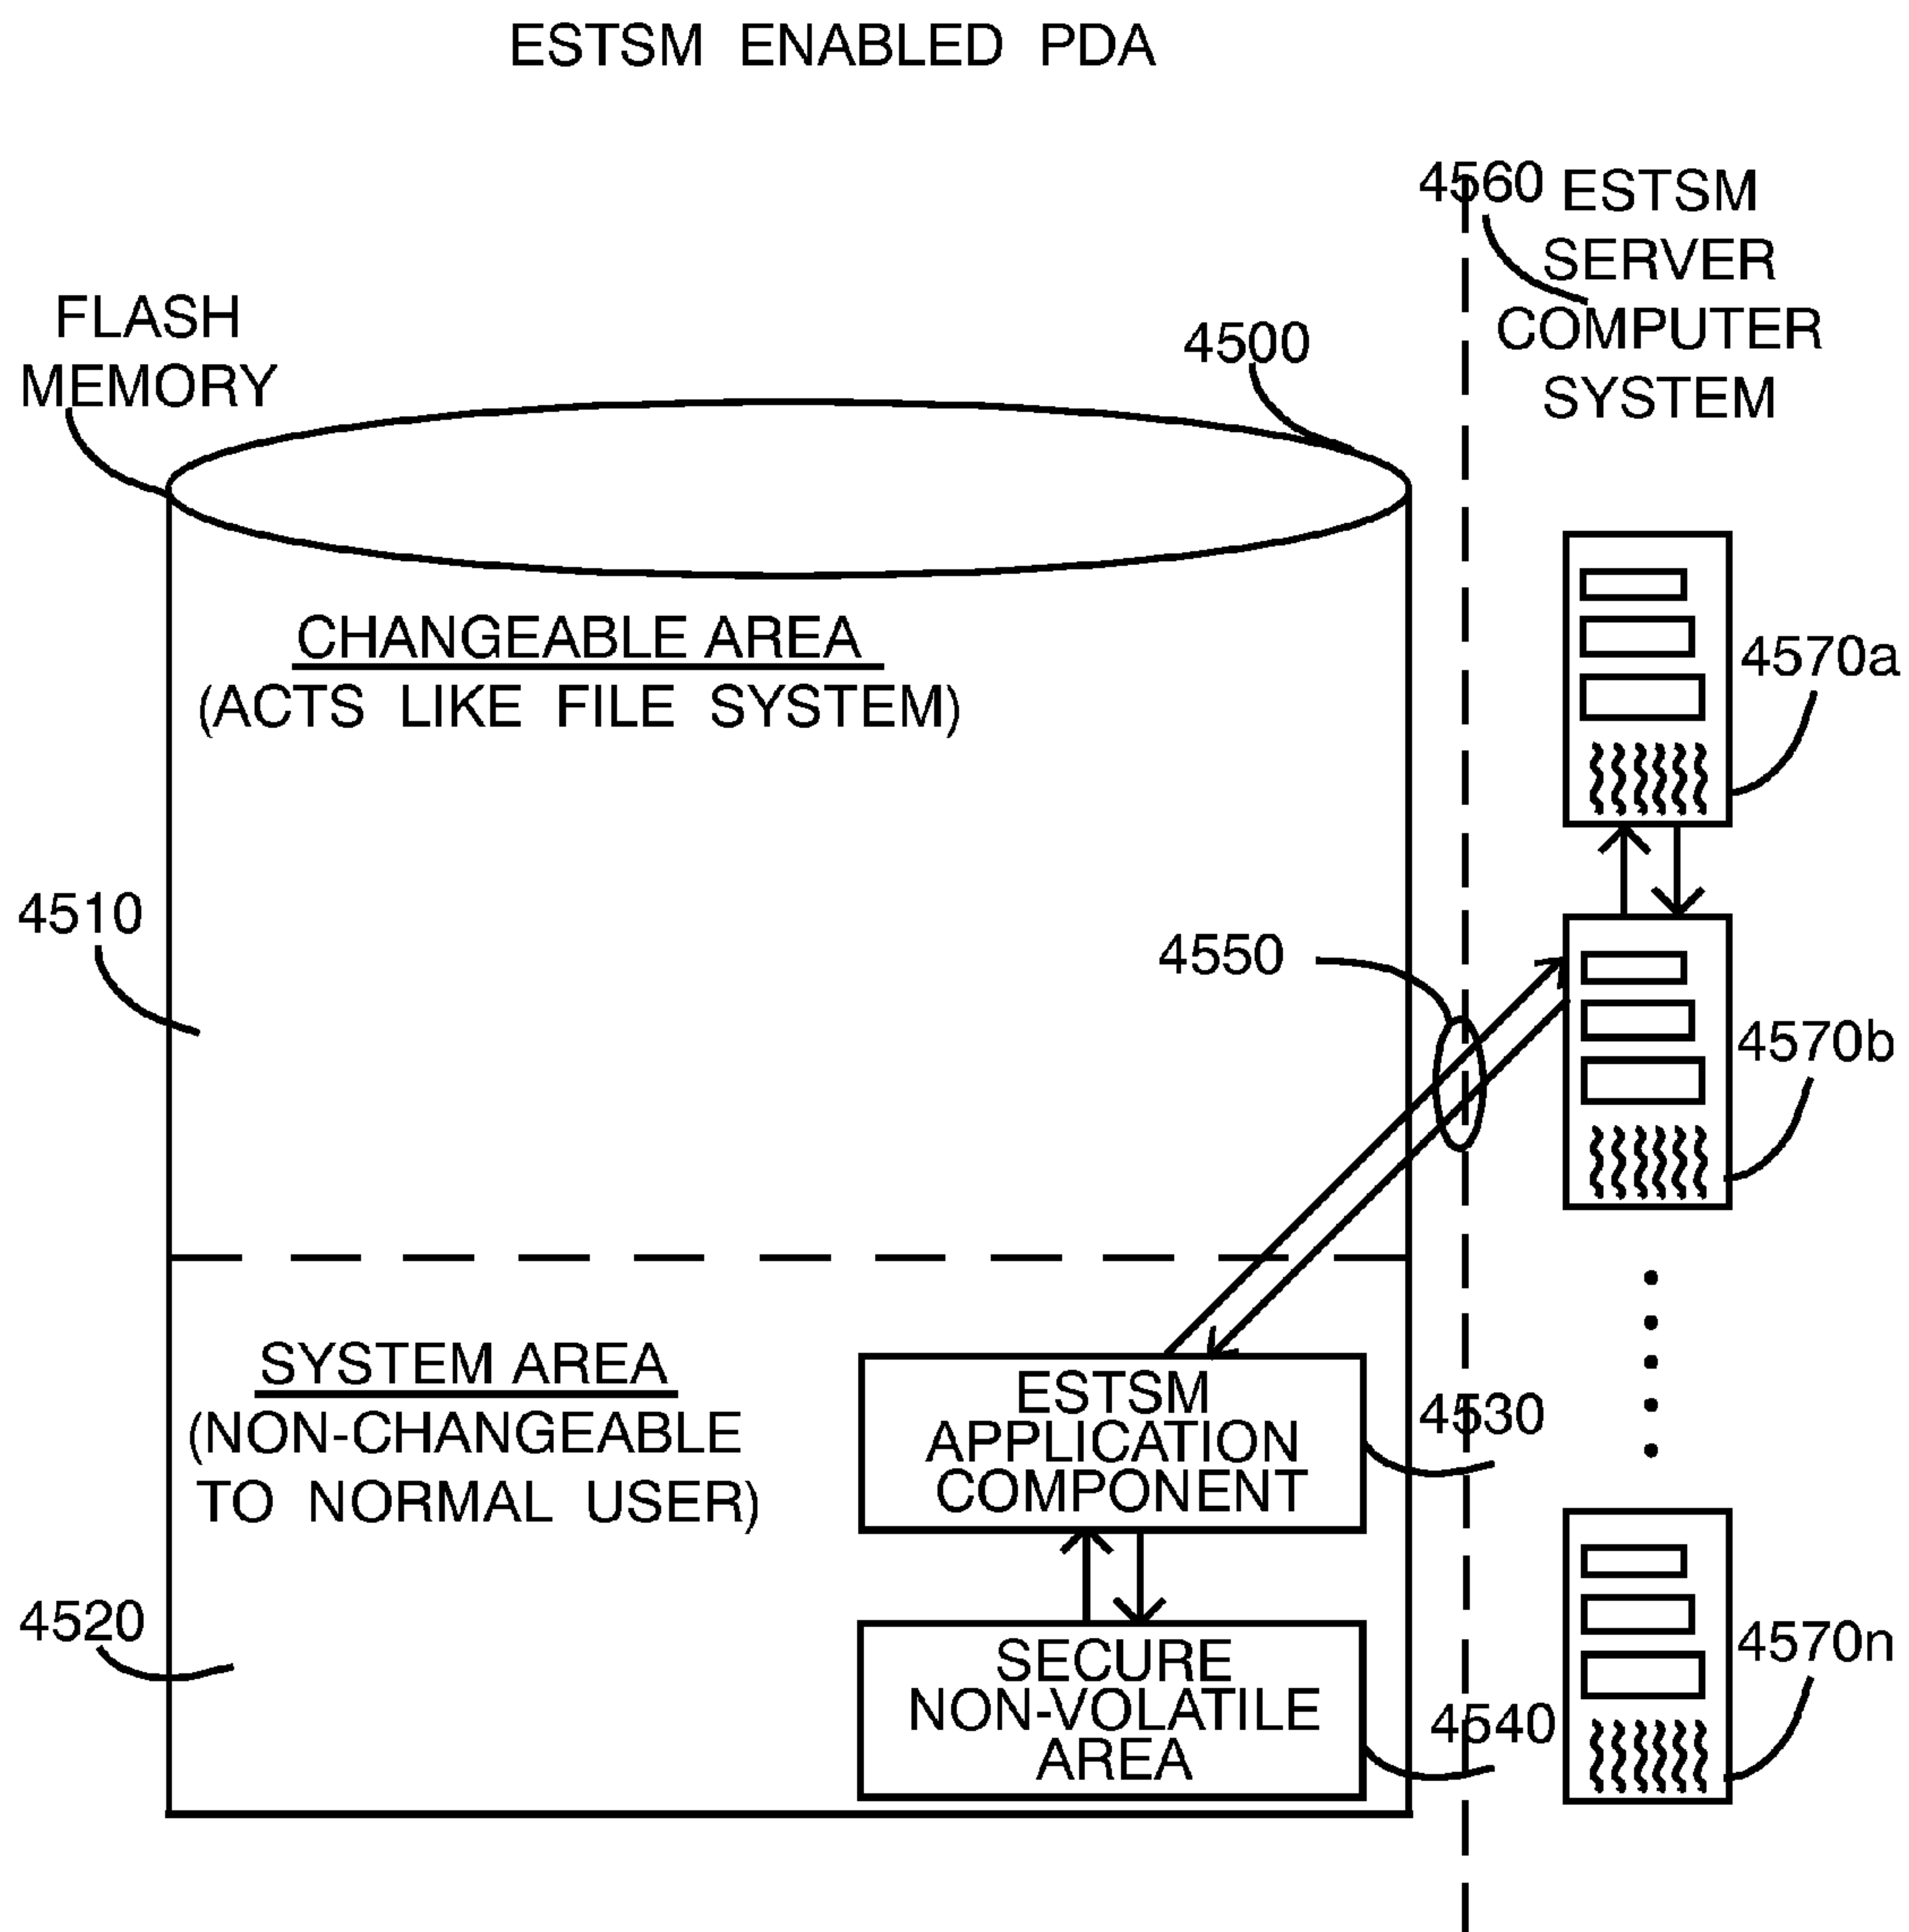 ESTSM ENABLED PDA
4560
ESTSM
SERVER
COMPUTER
SYSTEM
FLASH
MEMORY
4500
CHANGEABLE AREA
(ACTS LIKE FILE SYSTEM)
4570a
4510
4550
4570b
SYSTEM AREA
(NON-CHANGEABLE
TO NORMAL USER)
ESTSM
APPLICATION
COMPONENT
4530
4520
SECURE
NON-VOLATILE
AREA
4540
4570n